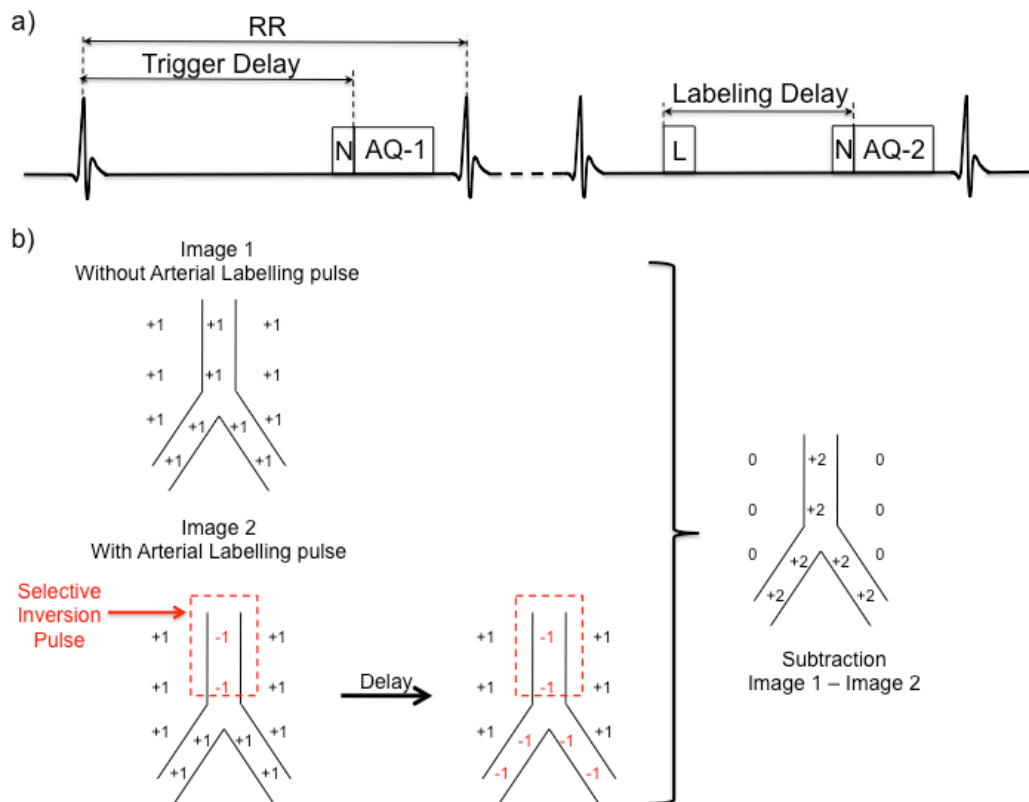 a)
RR
Trigger Delay
Labeling Delay
N AQ-1
L
N AQ-2
b)
Image 1
Without Arterial Labelling pulse
+1 +1 +1
+1 +1 +1
+1 +1 +1 +1
+1 +1
Image 2
With Arterial Labelling pulse
Selective
Inversion
Pulse
+1 -1 +1
+1 -1 +1
+1 +1 +1 +1
+1 +1
Delay
+1 -1 +1
+1 -1 +1
+1 -1 -1 +1
-1 -1
0 +2 0
0 +2 0
0 +2 +2 0
+2 +2
Subtraction
Image 1 – Image 2